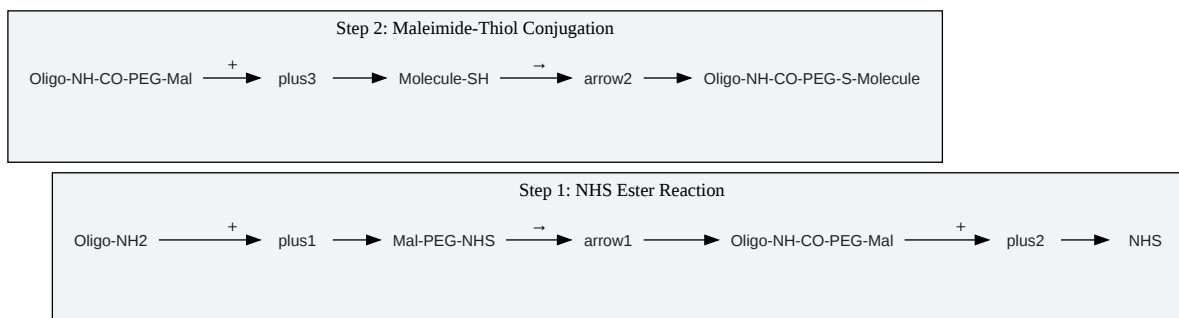 Step 2: Maleimide-Thiol Conjugation
Oligo-NH-CO-PEG-Mal + plus3 Molecule-SH → arrow2 Oligo-NH-CO-PEG-S-Molecule
Step 1: NHS Ester Reaction
Oligo-NH2 + plus1 Mal-PEG-NHS → arrow1 Oligo-NH-CO-PEG-Mal + plus2 NHS